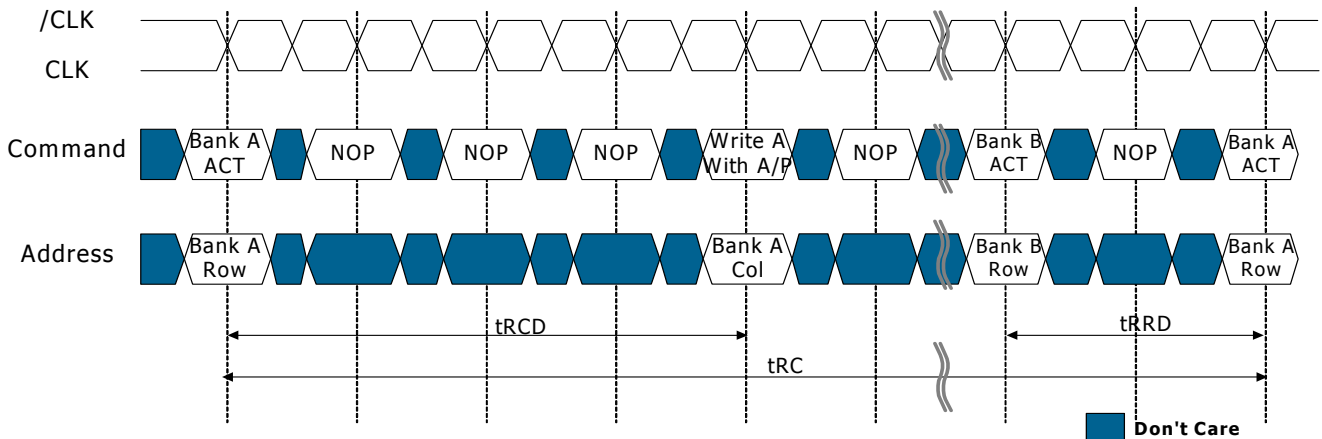 /CLK
CLK
Command
Bank A
ACT
NOP
NOP
NOP
Write A
With A/P
NOP
Bank B
ACT
NOP
Bank A
ACT
Address
Bank A
Row
Bank A
Col
Bank B
Row
Bank A
Row
tRCD
tRRD
tRC
Don't Care